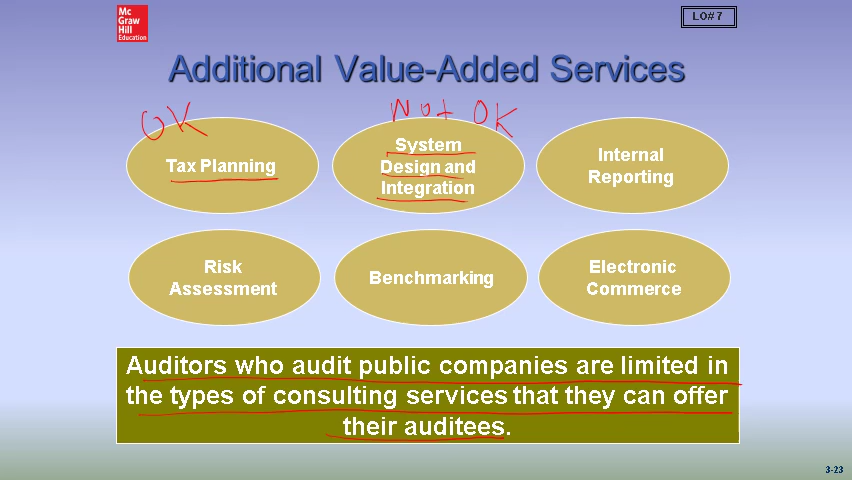 Mc
Graw
Hill
Education
LO# 7
Additional Value-Added Services
OK
Not OK
Tax Planning
System
Design and
Integration
Internal
Reporting
Risk
Assessment
Benchmarking
Electronic
Commerce
Auditors who audit public companies are limited in
the types of consulting services that they can offer
their auditees.
3-23